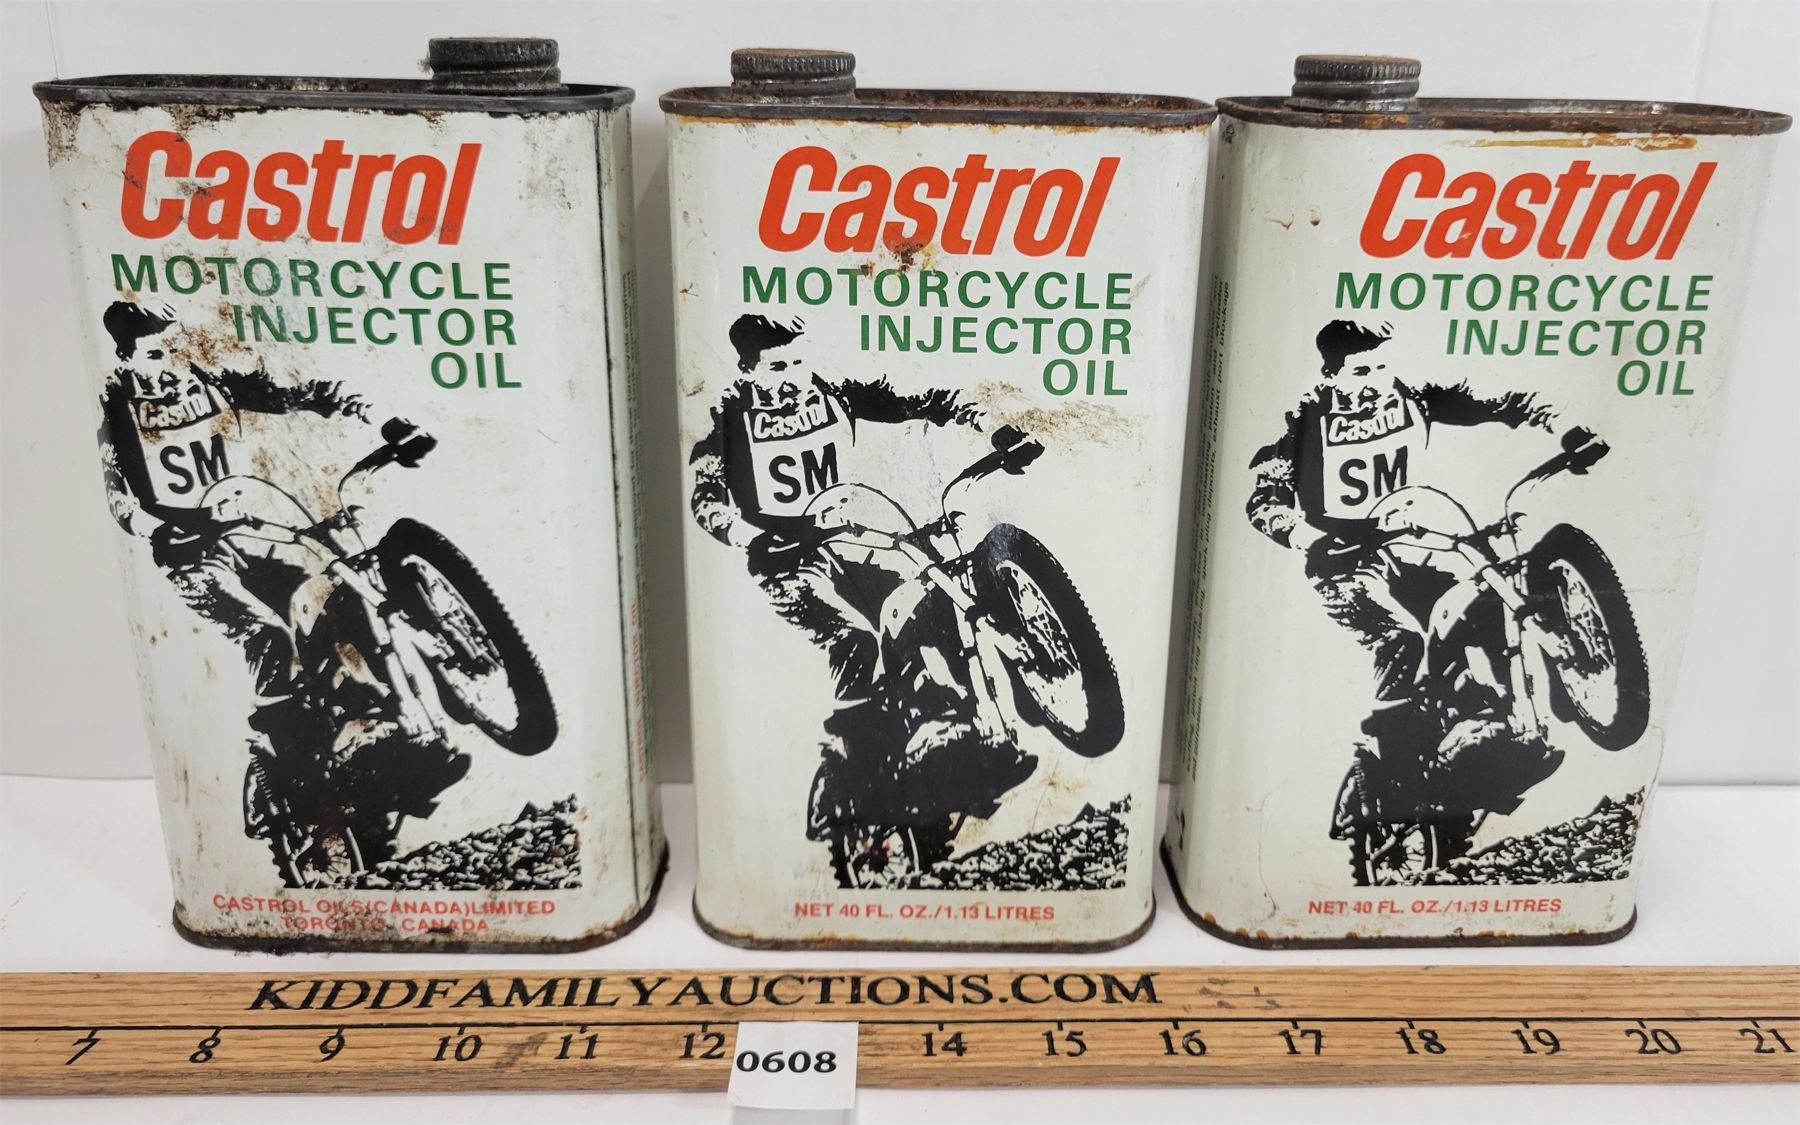 Castrol
MOTORCYCLE
INJECTOR
OIL
Castrol
SM
CASTROL OILS(CANADA)LIMITED
TORONTO, CANADA
Castrol
MOTORCYCLE
INJECTOR
OIL
Castrol
SM
NET 40 FL. OZ./1.13 LITRES
Castrol
MOTORCYCLE
INJECTOR
OIL
Castrol
SM
NET 40 FL. OZ./1.13 LITRES
KIDDFAMILYAUCTIONS.COM
7 8 9 10 11 12 14 15 16 17 18 19 20 21
0608